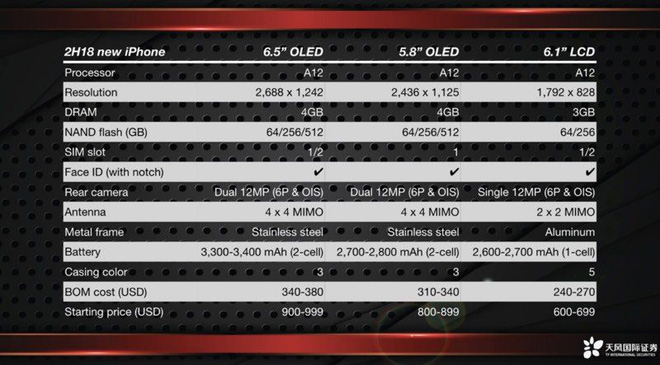 2H18 new iPhone 6.5” OLED 5.8” OLED 6.1” LCD
Processor A12 A12 A12
Resolution 2,688 x 1,242 2,436 x 1,125 1,792 x 828
DRAM 4GB 4GB 3GB
NAND flash (GB) 64/256/512 64/256/512 64/256
SIM slot 1/2 1 1/2
Face ID (with notch) ✔ ✔ ✔
Rear camera Dual 12MP (6P & OIS) Dual 12MP (6P & OIS) Single 12MP (6P & OIS)
Antenna 4 x 4 MIMO 4 x 4 MIMO 2 x 2 MIMO
Metal frame Stainless steel Stainless steel Aluminum
Battery 3,300-3,400 mAh (2-cell) 2,700-2,800 mAh (2-cell) 2,600-2,700 mAh (1-cell)
Casing color 3 3 5
BOM cost (USD) 340-380 310-340 240-270
Starting price (USD) 900-999 800-899 600-699
天风国际证券
TF INTERNATIONAL SECURITIES